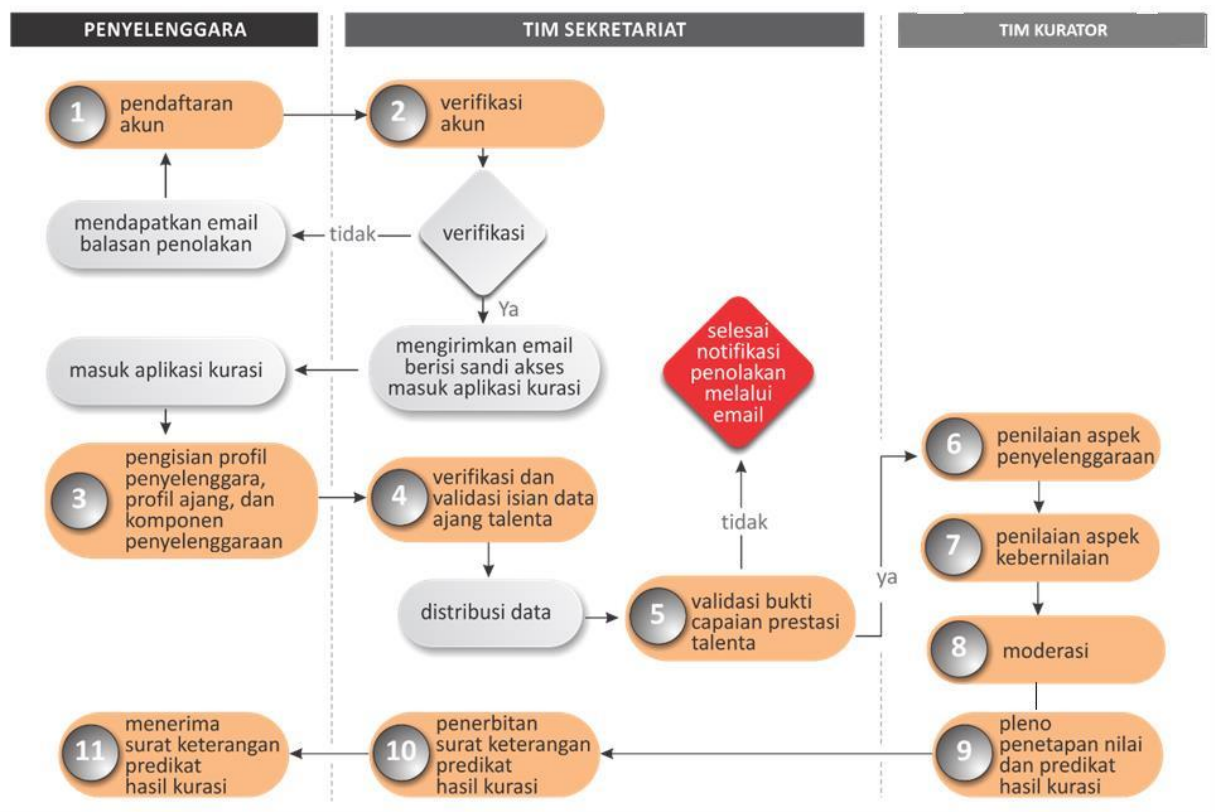 PENYELENGGARA
TIM SEKRETARIAT
TIM KURATOR
1
pendaftaran
akun
2
verifikasi
akun
mendapatkan email
balasan penolakan
tidak
verifikasi
Ya
masuk aplikasi kurasi
mengirimkan email
berisi sandi akses
masuk aplikasi kurasi
selesai
notifikasi
penolakan
melalui
email
3
pengisian profil
penyelenggara,
profil ajang, dan
komponen
penyelenggaraan
4
verifikasi dan
validasi isian data
ajang talenta
tidak
distribusi data
5
validasi bukti
capaian prestasi
talenta
ya
6
penilaian aspek
penyelenggaraan
7
penilaian aspek
kebernilaian
8
moderasi
9
pleno
penetapan nilai
dan predikat
hasil kurasi
10
penerbitan
surat keterangan
predikat
hasil kurasi
11
menerima
surat keterangan
predikat
hasil kurasi